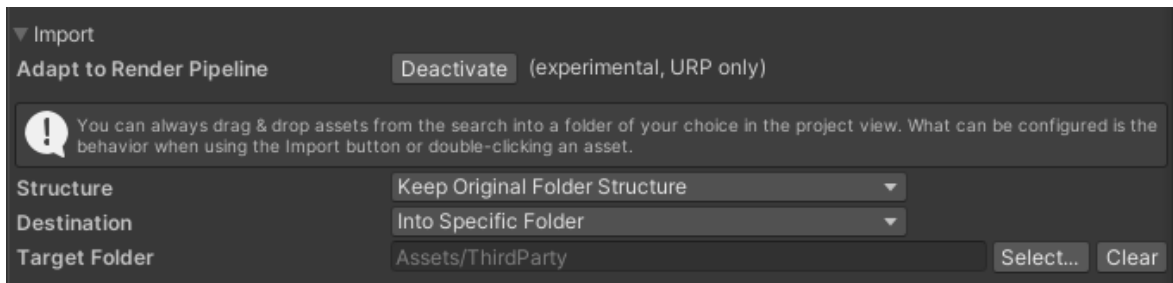 Import
Adapt to Render Pipeline Deactivate (experimental, URP only)
You can always drag & drop assets from the search into a folder of your choice in the project view. What can be configured is the
behavior when using the Import button or double-clicking an asset.
Structure Keep Original Folder Structure
Destination Into Specific Folder
Target Folder Assets/ThirdParty Select... Clear